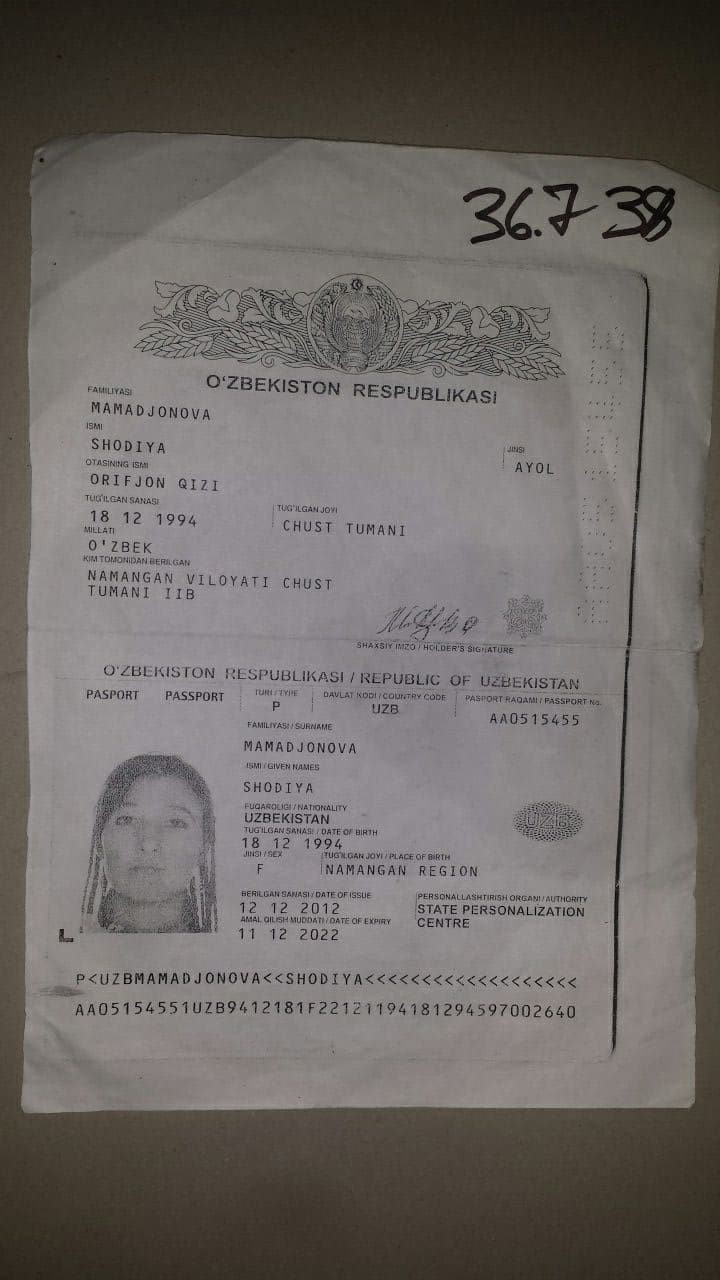 36.7 38
O'ZBEKISTON RESPUBLIKASI
FAMILIYASI
MAMADJONOVA
ISMI
SHODIYA
JINSI
AYOL
OTASINING ISMI
ORIFJON QIZI
TUG'ILGAN SANASI
18 12 1994
TUG'ILGAN JOYI
CHUST TUMANI
MILLATI
O'ZBEK
KIM TOMONIDAN BERILGAN
NAMANGAN VILOYATI CHUST
TUMANI IIB
SHAXSIY IMZO / HOLDER'S SIGNATURE
O'ZBEKISTON RESPUBLIKASI / REPUBLIC OF UZBEKISTAN
PASPORT PASSPORT
TURI / TYPE
P
DAVLAT KODI / COUNTRY CODE
UZB
PASPORT RAQAMI / PASSPORT No.
AA0515455
FAMILIYASI / SURNAME
MAMADJONOVA
ISMI / GIVEN NAMES
SHODIYA
FUQAROLIGI / NATIONALITY
UZBEKISTAN
UZB
TUG'ILGAN SANASI / DATE OF BIRTH
18 12 1994
JINSI / SEX
F
TUG'ILGAN JOYI / PLACE OF BIRTH
NAMANGAN REGION
BERILGAN SANASI / DATE OF ISSUE
12 12 2012
AMAL QILISH MUDDATI / DATE OF EXPIRY
11 12 2022
PERSONALLASHTIRISH ORGANI / AUTHORITY
STATE PERSONALIZATION
CENTRE
P<UZBMAMADJONOVA<<SHODIYA<<<<<<<<<<<<<<<<<<<
AA05154551UZB9412181F22121194181294597002640